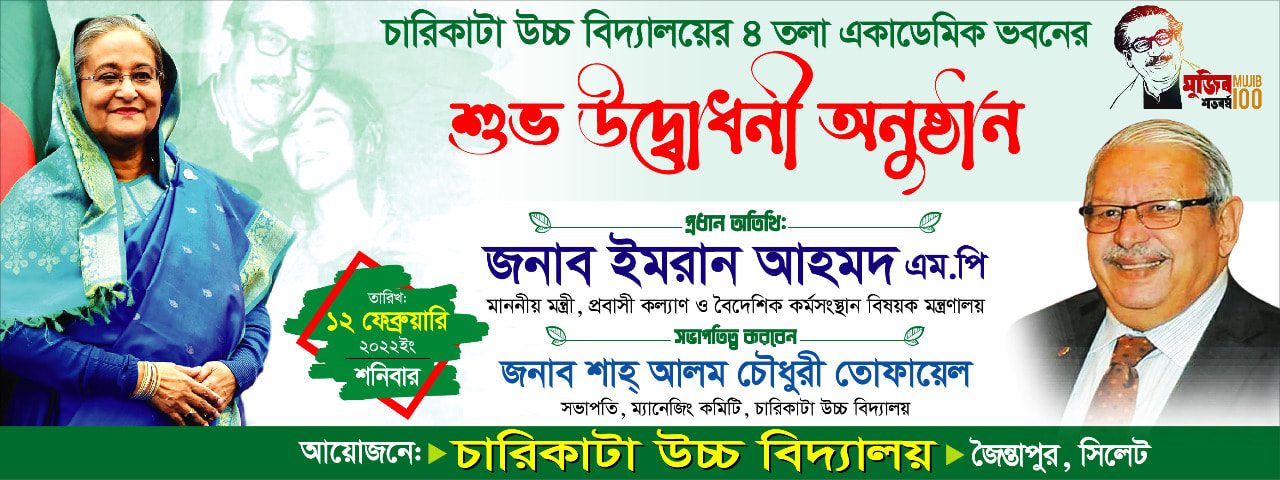 চারিকাটা উচ্চ বিদ্যালয়ের ৪ তলা একাডেমিক ভবনের
শুভ উদ্বোধনী অনুষ্ঠান
মুজিব MUJIB
শতবর্ষ 100
প্রধান অতিথি:
জনাব ইমরান আহমদ এম.পি
মাননীয় মন্ত্রী, প্রবাসী কল্যাণ ও বৈদেশিক কর্মসংস্থান বিষয়ক মন্ত্রণালয়
তারিখ:
১২ ফেব্রুয়ারি
২০২২ইং
শনিবার
সভাপতিত্ব করবেন
জনাব শাহ্ আলম চৌধুরী তোফায়েল
সভাপতি, ম্যানেজিং কমিটি, চারিকাটা উচ্চ বিদ্যালয়
আয়োজনে: চারিকাটা উচ্চ বিদ্যালয় জৈন্তাপুর, সিলেট